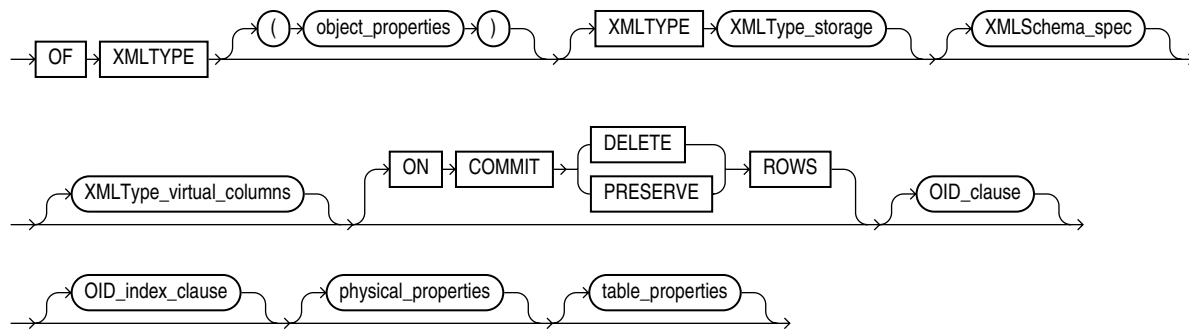 ( object_properties ) XMLTYPE XMLType_storage XMLSchema_spec
OF XMLTYPE
DELETE
ON COMMIT ROWS
XMLType_virtual_columns PRESERVE OID_clause
OID_index_clause physical_properties table_properties